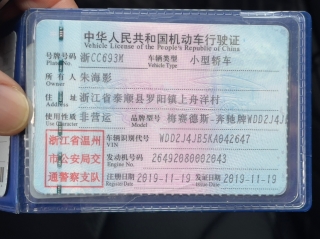 中华人民共和国机动车行驶证
Vehicle License of the People's Republic of China
号牌号码 浙CC693M 车辆类型 小型轿车
Plate No. Vehicle Type
所有人 朱海影
Owner
住址 浙江省泰顺县罗阳镇上舟洋村
Address
使用性质 非营运 品牌型号 梅赛德斯-奔驰牌WDD2J4JB
Use Character Model
浙江省温州市公安局交通警察支队
车辆识别代号 WDD2J4JB5KA042647
VIN
发动机号码 26492080002043
Engine No.
注册日期 2019-11-19 发证日期 2019-11-19
Register Date Issue Date